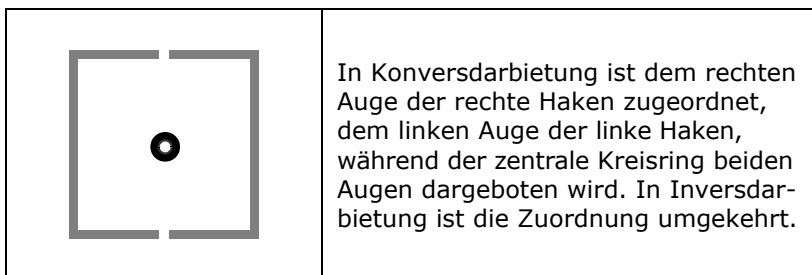 In Konversdarbietung ist dem rechten
Auge der rechte Haken zugeordnet,
dem linken Auge der linke Haken,
während der zentrale Kreisring beiden
Augen dargeboten wird. In Inversdar-
bietung ist die Zuordnung umgekehrt.